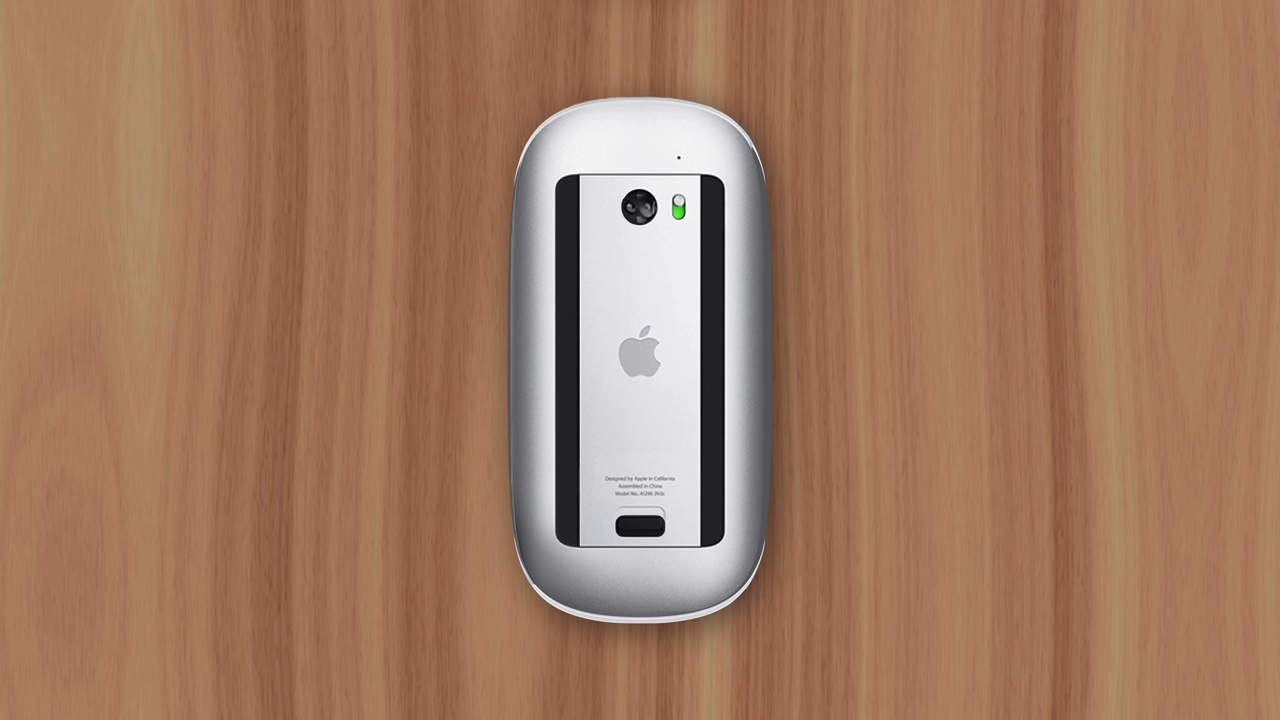 Designed by Apple in California
Assembled in China
Model No.: A1296 3Vdc